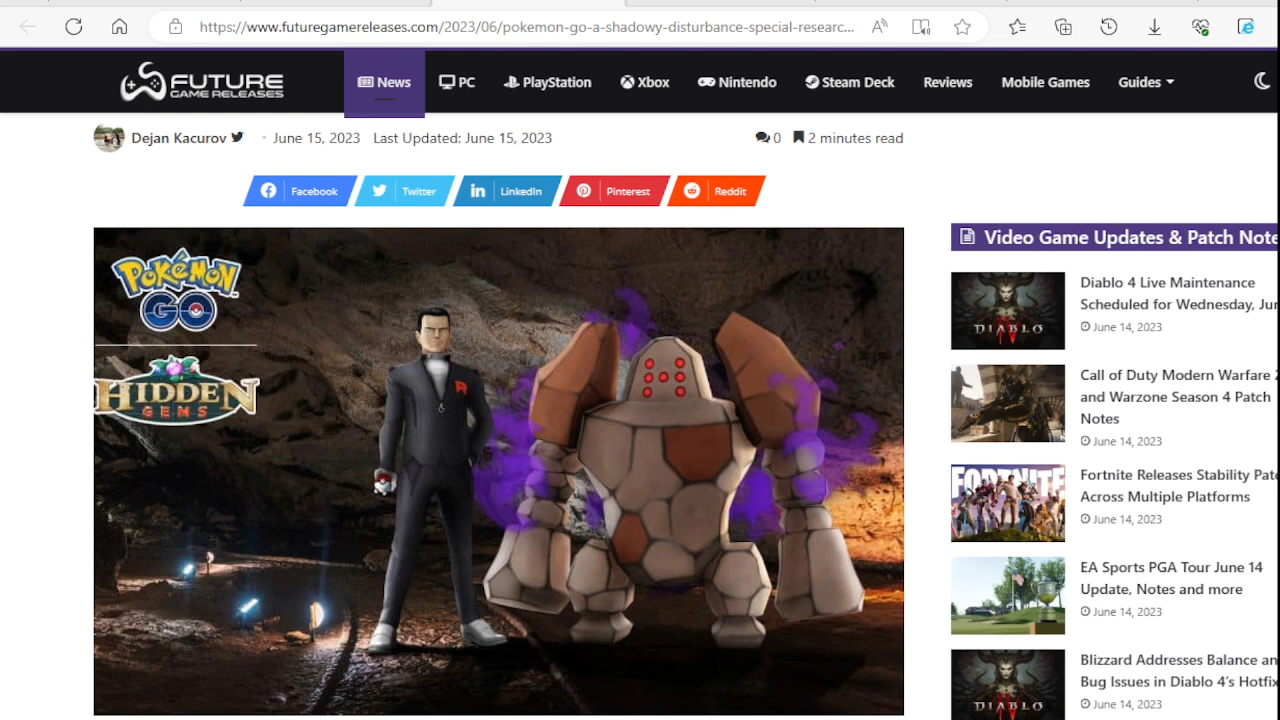 https://www.futuregamereleases.com/2023/06/pokemon-go-a-shadowy-disturbance-special-researc...
FUTURE
GAME RELEASES
News
PC
PlayStation
Xbox
Nintendo
Steam Deck
Reviews
Mobile Games
Guides
Dejan Kacurov
June 15, 2023
Last Updated: June 15, 2023
0
2 minutes read
Facebook
Twitter
LinkedIn
Pinterest
Reddit
POKÉMON
GO
HIDDEN
GEMS
R
Video Game Updates & Patch Note
DIABLO
Diablo 4 Live Maintenance
Scheduled for Wednesday, Jun
June 14, 2023
Call of Duty Modern Warfare 2
and Warzone Season 4 Patch
Notes
June 14, 2023
FORTNITE
Fortnite Releases Stability Patc
Across Multiple Platforms
June 14, 2023
EA Sports PGA Tour June 14
Update, Notes and more
June 14, 2023
DIABLO
Blizzard Addresses Balance an
Bug Issues in Diablo 4's Hotfix
June 14, 2023